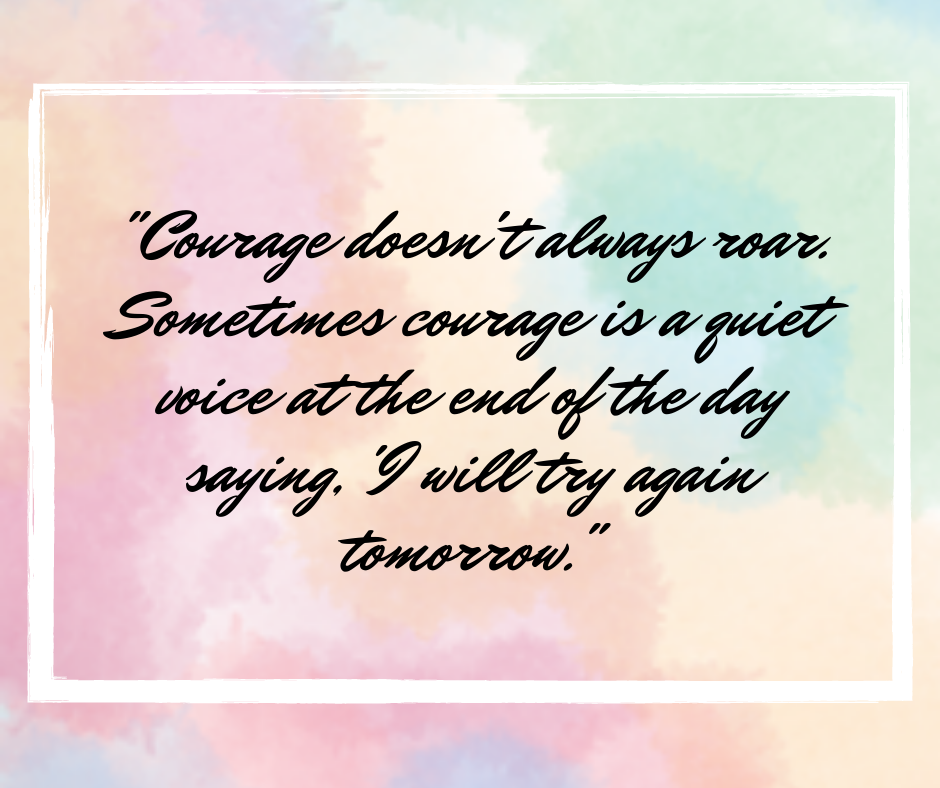 "Courage doesn't always roar.
Sometimes courage is a quiet
voice at the end of the day
saying, 'I will try again
tomorrow."